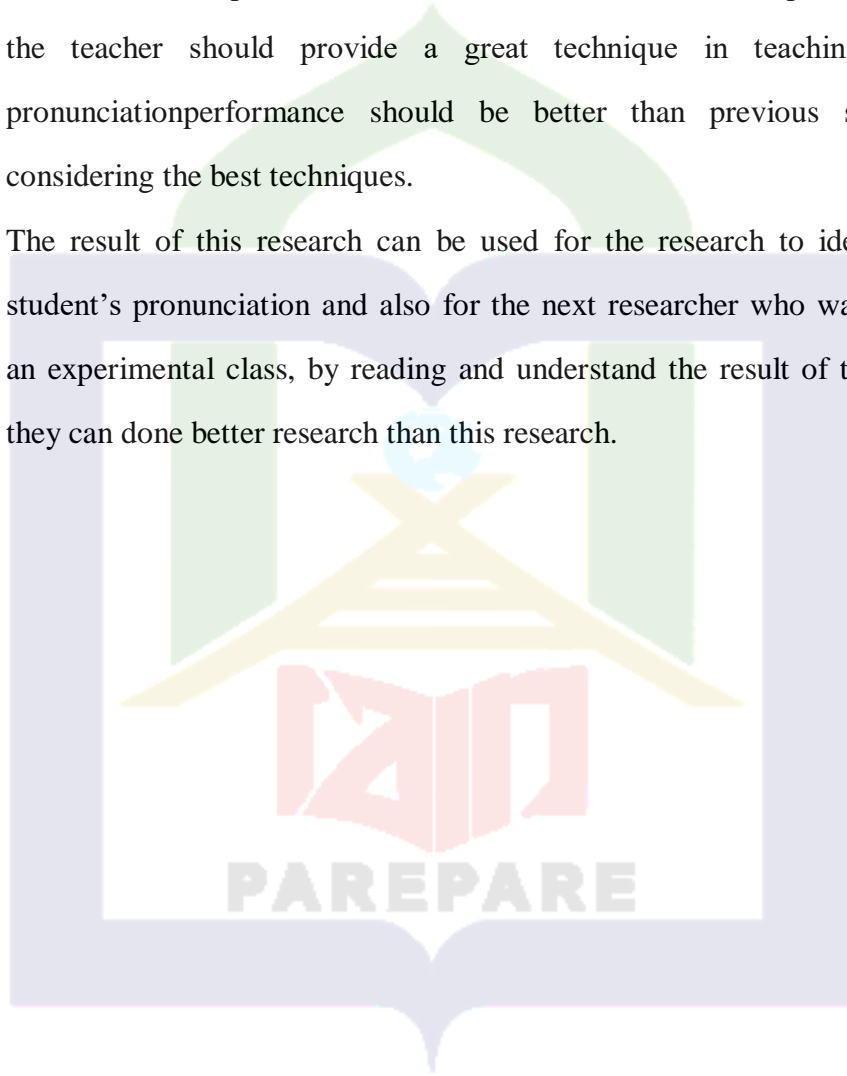 the teacher should provide a great technique in
pronunciationperformance should be better than previous
considering the best techniques.
The result of this research can be used for the research to
student’s pronunciation and also for the next researcher who
an experimental class, by reading and understand the result of
they can done better research than this research.
PAREPARE